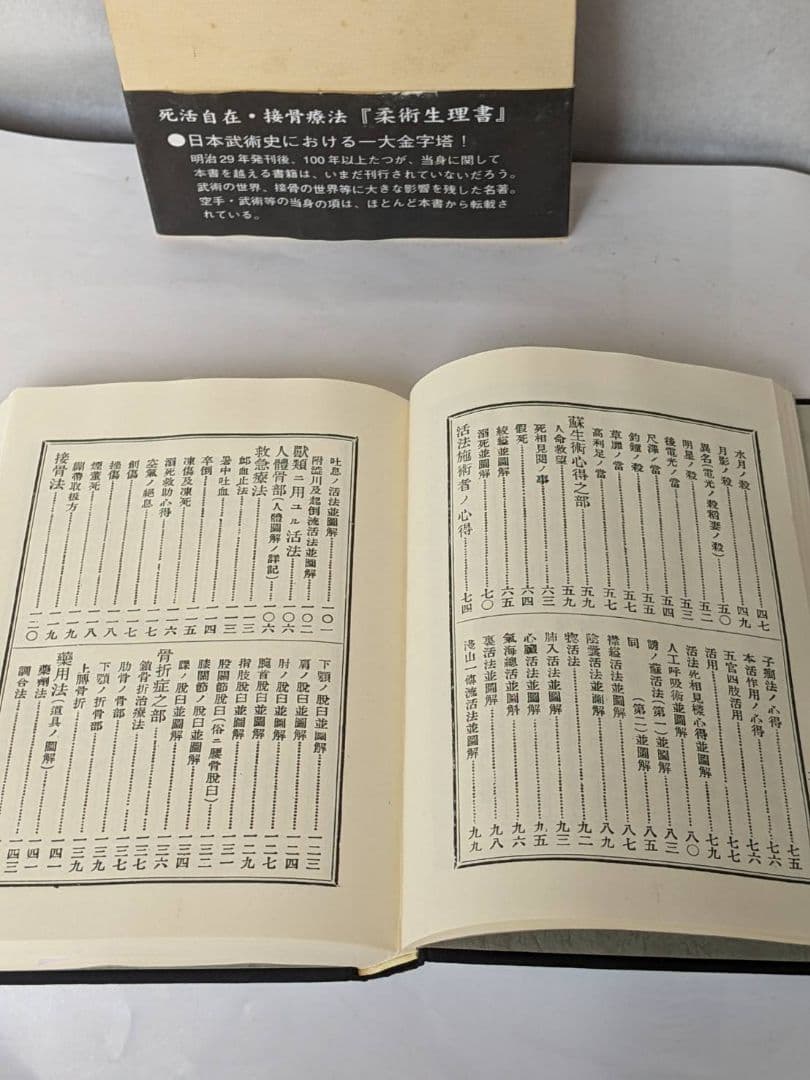 死活自在・接骨療法『柔術生理書』
●日本武術史における一大金字塔！
明治29年発刊後、100年以上たつが、当身に関して
本書を越える書籍は、いまだ刊行されていないだろう。
武術の世界、接骨の世界等に大きな影響を残した名著。
空手・武術等の当身の項は、ほとんど本書から転載さ
れている。
水月ノ殺…………四七
月影ノ殺…………四九
明星ノ殺…………五〇
異名(電光ノ殺稻妻ノ殺)…………五二
後電光ノ當…………五三
尺澤ノ當…………五四
釣鐘ノ殺…………五五
草靡ノ當…………五七
高利足ノ當…………五七
蘇生術心得之部…………五九
人命救望…………五九
死相見聞ノ事…………六三
假死…………六四
絞縊並圖解…………六五
溺死並圖解…………七〇
活法施術者ノ心得…………七四
子瘹法ノ心得…………七五
本活作用ノ心得…………七六
五官四肢活用…………七六
活用…………七七
活法死相見樣心得並圖解…………七九
人工呼吸術並圖解…………八〇
誘ノ蘇活法(第一)並圖解…………八三
同 (第二)並圖解…………八五
襟縊活法並圖解…………八七
陰嚢活法並圖解…………八九
惣活法…………九二
肺入活法並圖解…………九三
心臟活法並圖解…………九五
氣海總活並圖解…………九六
裏活法並圖解…………九八
淺山一傳流活法並圖解…………九九
吐息ノ活法並圖解…………一〇一
附澁川及起倒流活法並圖解…………一〇二
獸類ニ用ユル活法…………一〇六
人體骨部(人體圖解ノ詳記)…………一〇六
救急療法
衂血止法…………一一三
暑中吐血…………一一三
卒倒…………一一四
凍傷及凍死…………一一五
溺死救助心得…………一一六
空氣ノ絕息…………一一七
創傷…………一一七
挫傷…………一一八
煙薰死…………一一八
繃帶取扱方…………一一九
接骨法…………一二〇
下顎ノ脫臼並圖解…………一二三
肩ノ脫臼並圖解…………一二四
肘ノ脫臼並圖解…………一二七
腕首脫臼並圖解…………一二九
指肢脫臼並圖解…………一三一
股關節脫臼(俗ニ腰骨脫臼)…………一三二
膝關節ノ脫臼並圖解…………一三四
踝ノ脫臼並圖解…………一三五
骨折症之部…………一三六
鎖骨折治療法…………一三七
肋骨ノ骨部…………一三七
下顎ノ折骨部…………一三九
上膊骨折…………一三九
藥用法(道具ノ圖解)…………一四一
藥劑法…………一四一
調合法…………一四三